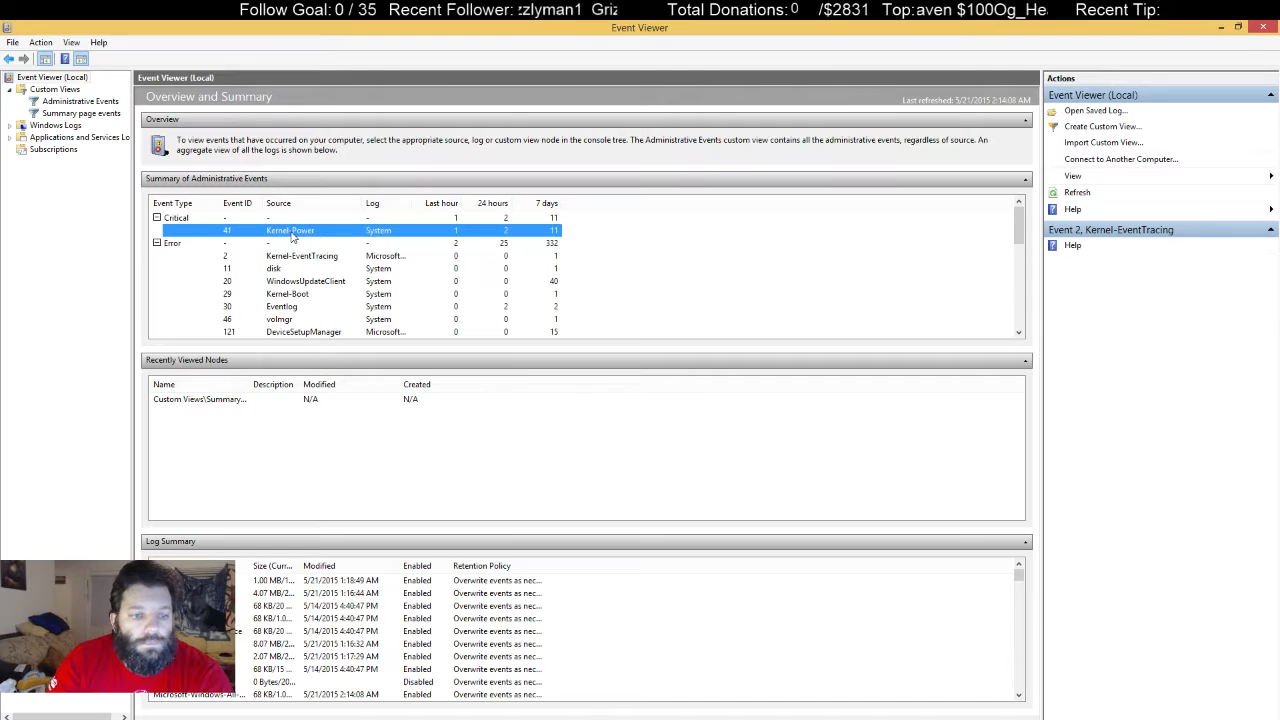 Follow Goal: 0 / 35 Recent Follower: zzlyman1 Griz Total Donations: 0 /$2831 Top: aven $100Og_He Recent Tip:
Event Viewer
File Action View Help
Event Viewer (Local)
Custom Views
Administrative Events
Summary page events
Windows Logs
Applications and Services Lo
Subscriptions
Event Viewer (Local)
Overview and Summary Last refreshed: 5/21/2015 2:14:08 AM
Overview
To view events that have occurred on your computer, select the appropriate source, log or custom view node in the console tree. The Administrative Events custom view contains all the administrative events, regardless of source. An
aggregate view of all the logs is shown below.
Summary of Administrative Events
Event Type Event ID Source Log Last hour 24 hours 7 days
Critical - - - 1 2 11
41 Kernel-Power System 1 2 11
Error - - - 2 25 332
2 Kernel-EventTracing Microsoft... 0 0 1
11 disk System 0 0 1
20 WindowsUpdateClient System 0 0 40
29 Kernel-Boot System 0 0 1
30 Eventlog System 0 2 2
46 volmgr System 0 0 1
121 DeviceSetupManager Microsoft... 0 0 15
Recently Viewed Nodes
Name Description Modified Created
Custom Views\Summary... N/A N/A
Log Summary
Size (Curr... Modified Enabled Retention Policy
1.00 MB/1... 5/21/2015 1:18:49 AM Enabled Overwrite events as nec...
4.07 MB/2... 5/21/2015 1:16:44 AM Enabled Overwrite events as nec...
68 KB/20 ... 5/14/2015 4:40:47 PM Enabled Overwrite events as nec...
68 KB/1.0... 5/14/2015 4:40:47 PM Enabled Overwrite events as nec...
68 KB/20 ... 5/14/2015 4:40:47 PM Enabled Overwrite events as nec...
8.07 MB/2... 5/21/2015 1:16:32 AM Enabled Overwrite events as nec...
2.07 MB/2... 5/21/2015 1:17:29 AM Enabled Overwrite events as nec...
68 KB/15 ... 5/14/2015 4:40:47 PM Enabled Overwrite events as nec...
0 Bytes/20... Disabled Overwrite events as nec...
Microsoft-Windows-All-... 68 KB/1.0... 5/21/2015 2:14:08 AM Enabled Overwrite events as nec...
Actions
Event Viewer (Local)
Open Saved Log...
Create Custom View...
Import Custom View...
Connect to Another Computer...
View
Refresh
Help
Event 2, Kernel-EventTracing
Help